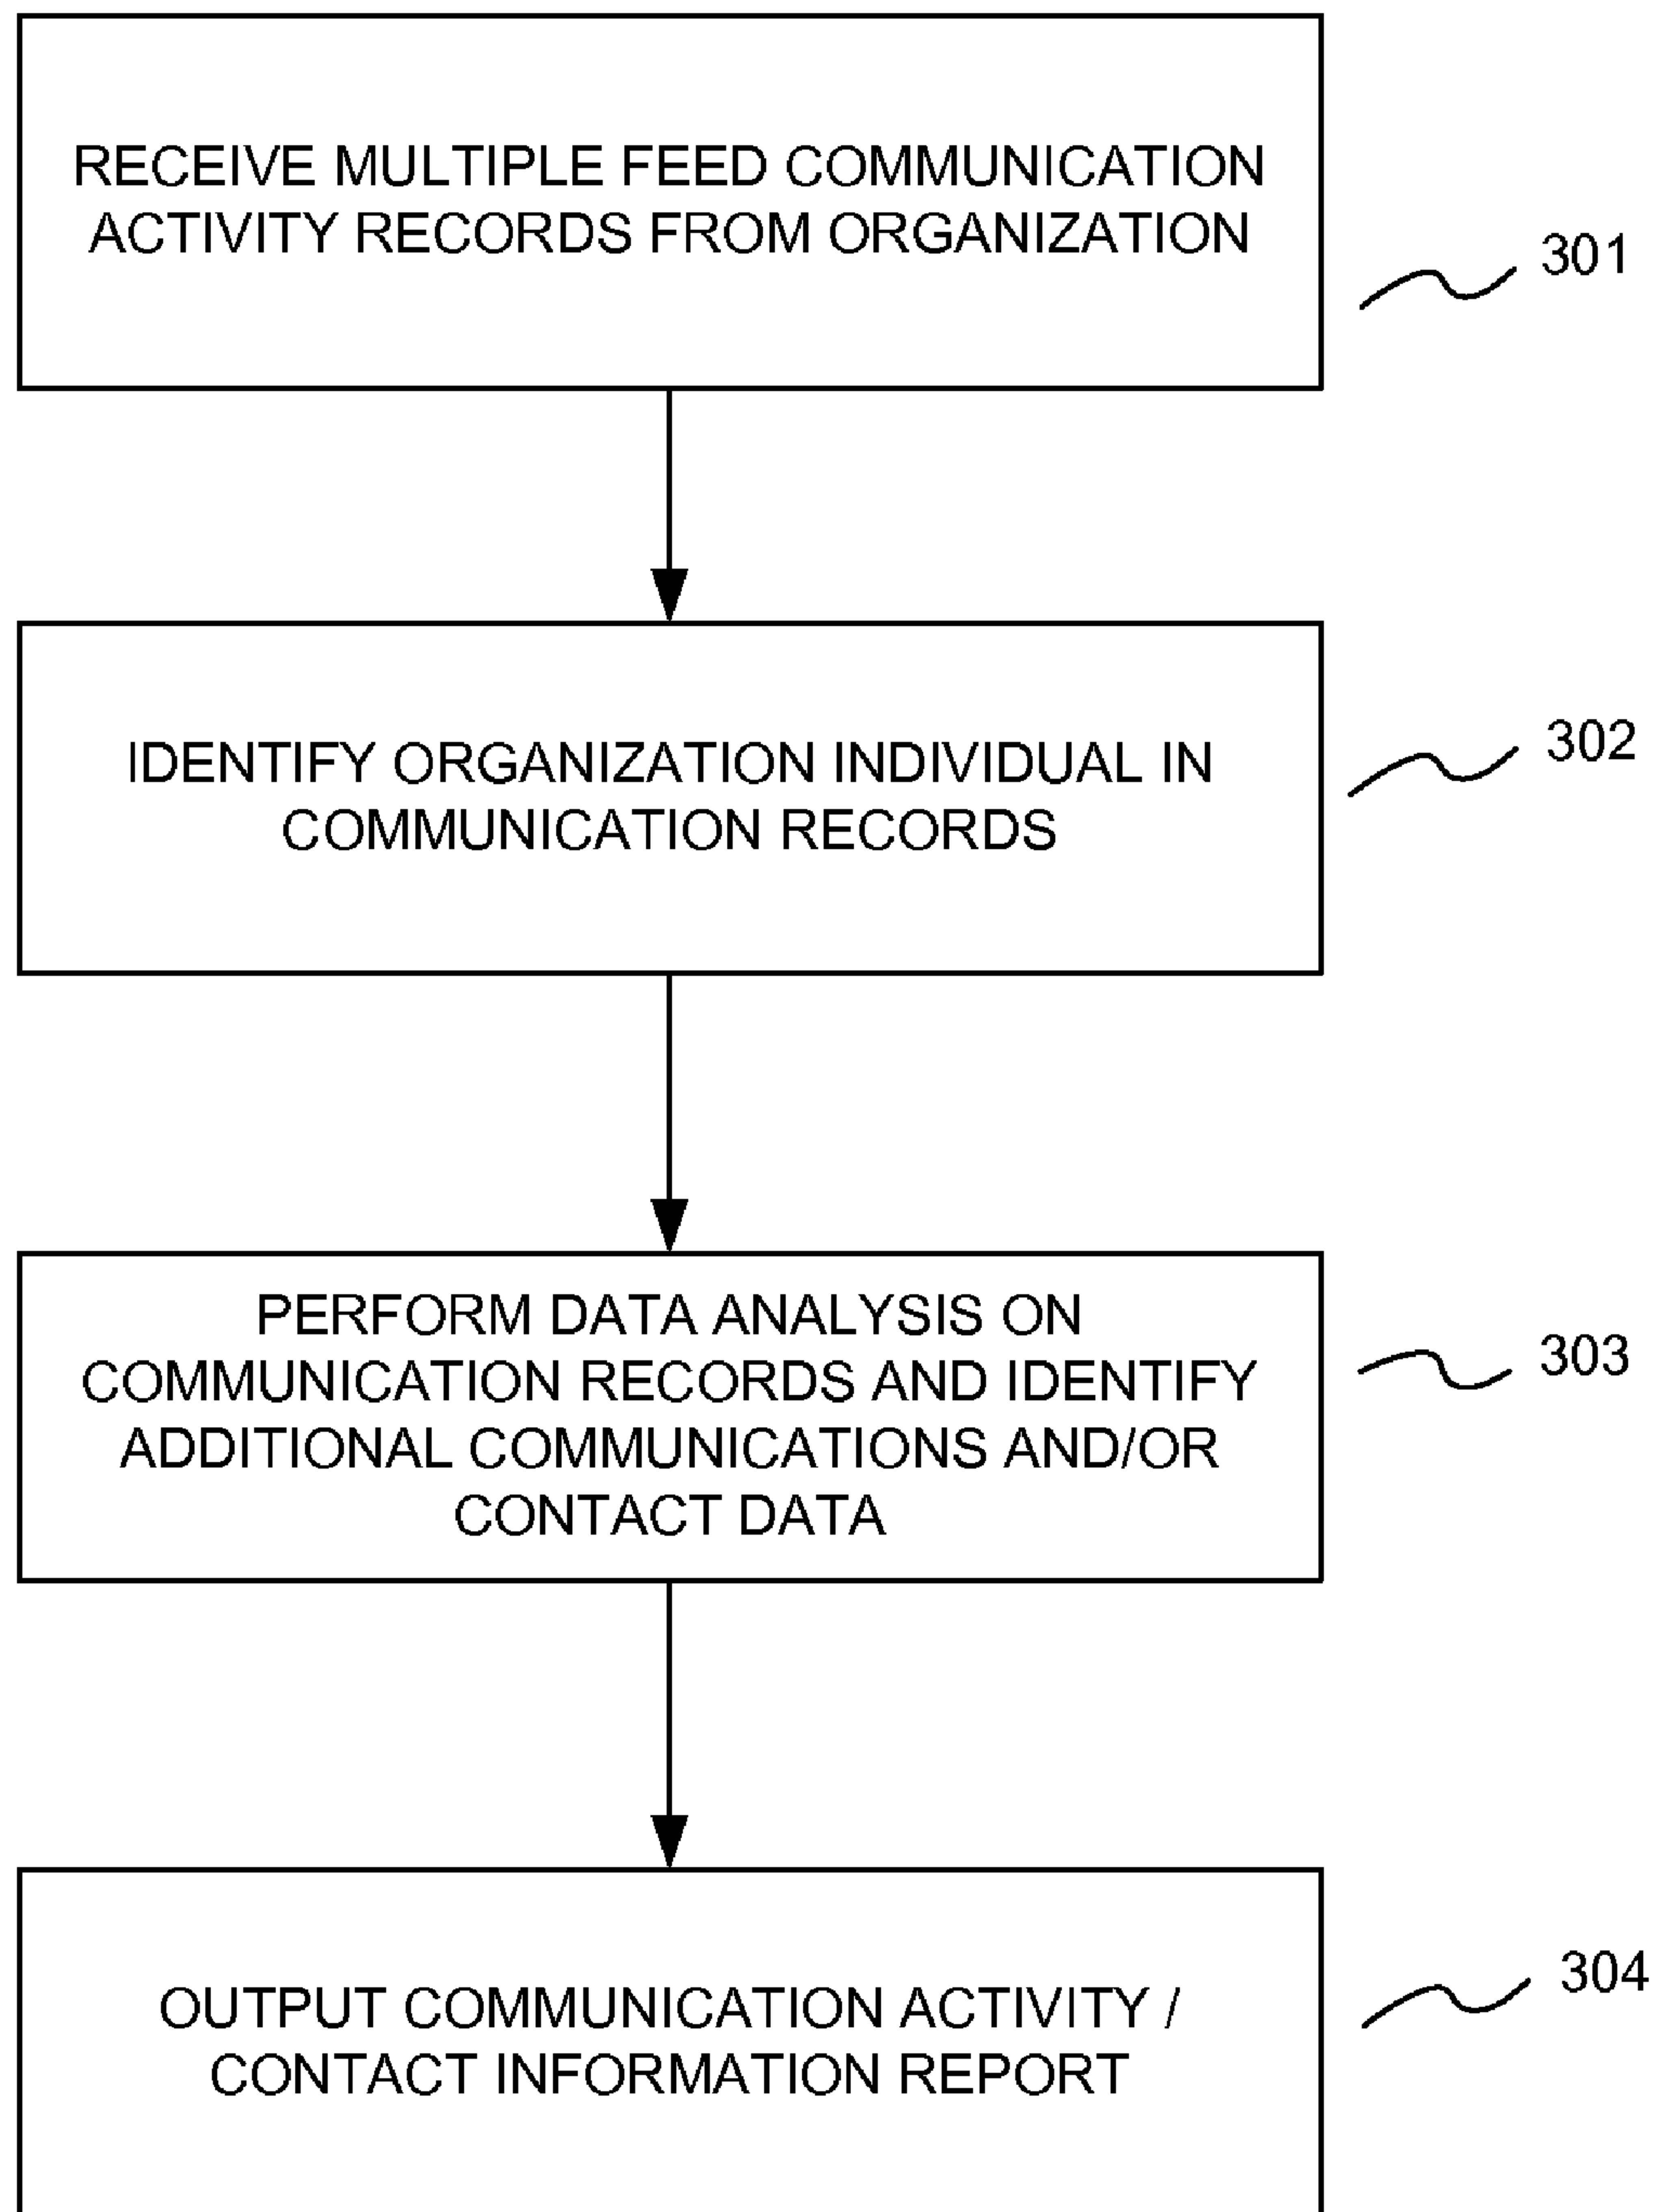 RECEIVE MULTIPLE FEED COMMUNICATION
ACTIVITY RECORDS FROM ORGANIZATION
301
IDENTIFY ORGANIZATION INDIVIDUAL IN
COMMUNICATION RECORDS
302
PERFORM DATA ANALYSIS ON
COMMUNICATION RECORDS AND IDENTIFY
ADDITIONAL COMMUNICATIONS AND/OR
CONTACT DATA
303
OUTPUT COMMUNICATION ACTIVITY /
CONTACT INFORMATION REPORT
304